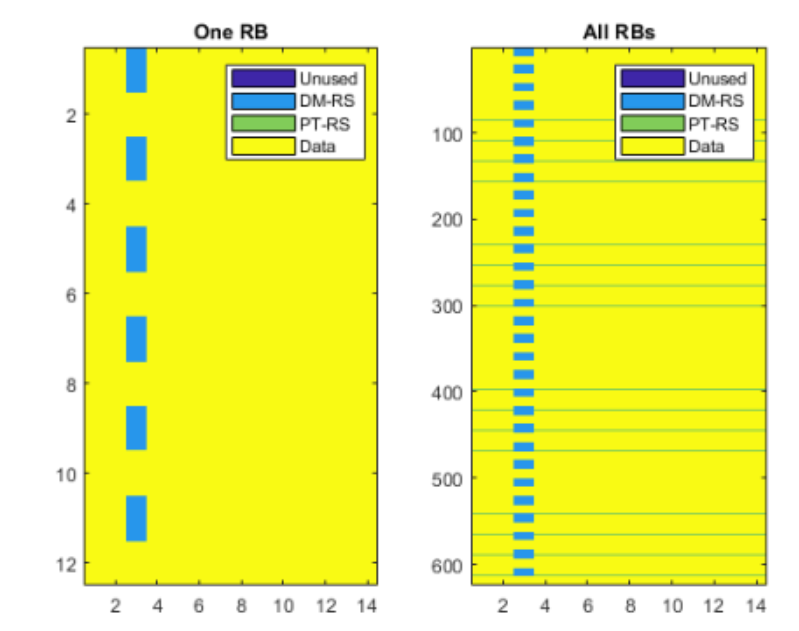 One RB
Unused
DM-RS
PT-RS
Data
2
4
6
8
10
12
2 4 6 8 10 12 14
All RBs
Unused
DM-RS
PT-RS
Data
100
200
300
400
500
600
2 4 6 8 10 12 14